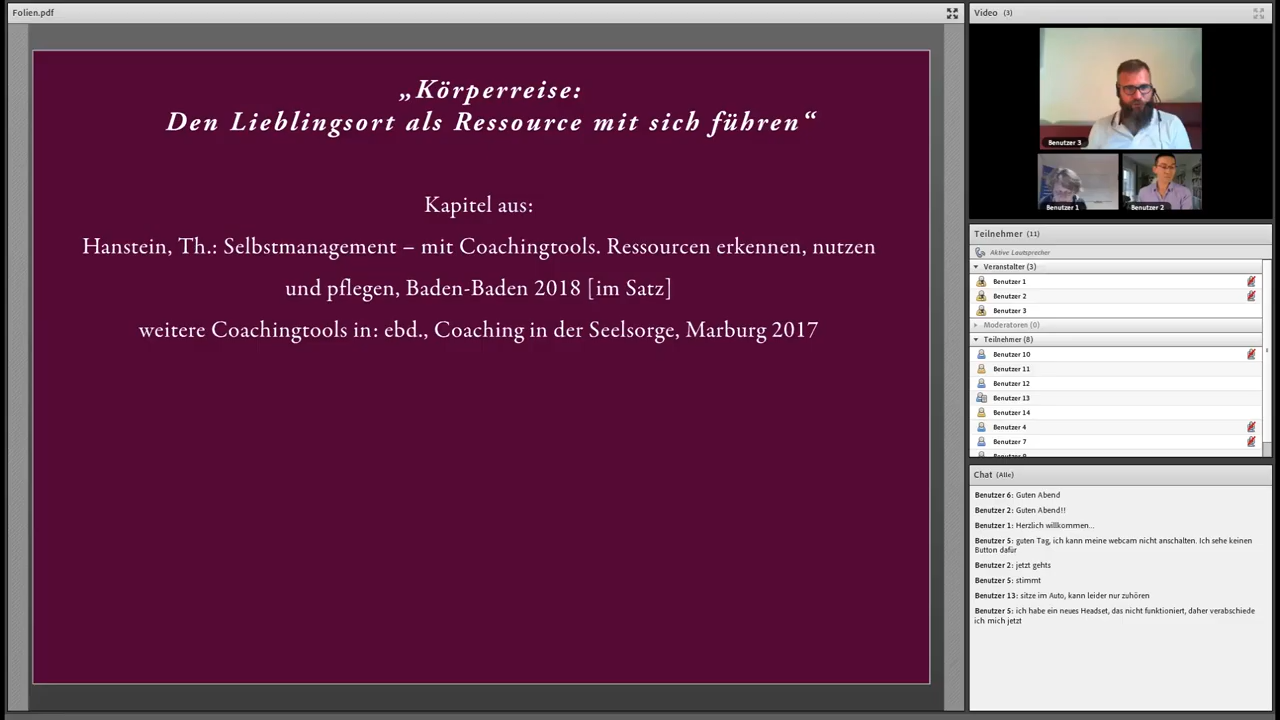 Folien.pdf
„Körperreise:
Den Lieblingsort als Ressource mit sich führen“
Kapitel aus:
Hanstein, Th.: Selbstmanagement – mit Coachingtools. Ressourcen erkennen, nutzen
und pflegen, Baden-Baden 2018 [im Satz]
weitere Coachingtools in: ebd., Coaching in der Seelsorge, Marburg 2017
Video (3)
Benutzer 3
Benutzer 1
Benutzer 2
Teilnehmer (11)
Aktive Lautsprecher
Veranstalter (3)
Benutzer 1
Benutzer 2
Benutzer 3
Moderatoren (0)
Teilnehmer (8)
Benutzer 10
Benutzer 11
Benutzer 12
Benutzer 13
Benutzer 14
Benutzer 4
Benutzer 7
Chat (Alle)
Benutzer 6: Guten Abend
Benutzer 2: Guten Abend!!
Benutzer 1: Herzlich willkommen...
Benutzer 5: guten Tag, ich kann meine webcam nicht anschalten. Ich sehe keinen
Button dafür
Benutzer 2: jetzt gehts
Benutzer 5: stimmt
Benutzer 13: sitze im Auto, kann leider nur zuhören
Benutzer 5: ich habe ein neues Headset, das nicht funktioniert, daher verabschiede
ich mich jetzt